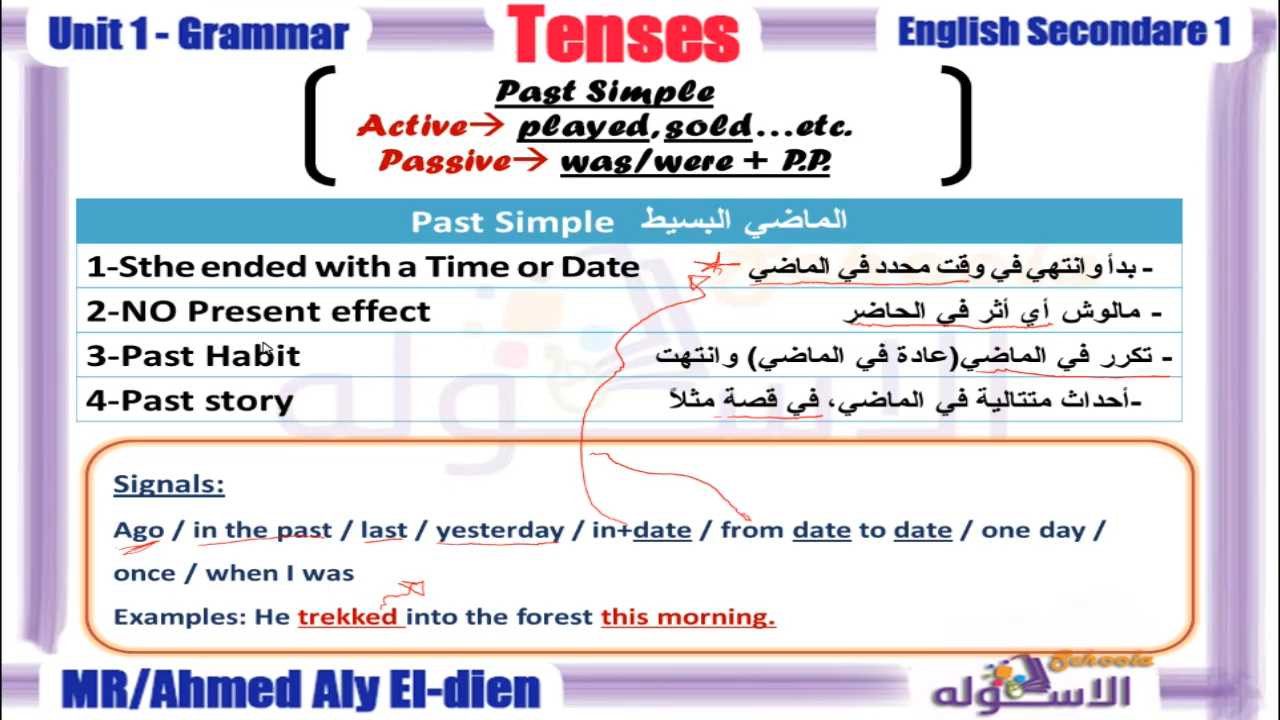 Unit 1 - Grammar
Tenses
English Secondare 1
Past Simple
Active→ played, sold...etc.
Passive→ was/were + P.P.
Past Simple الماضي البسيط
1-Sthe ended with a Time or Date
- بدأ وانتهي في وقت محدد في الماضي
2-NO Present effect
- مالوش أي أثر في الحاضر
3-Past Habit
- تكرر في الماضي(عادة في الماضي) وانتهت
4-Past story
-أحداث متتالية في الماضي، في قصة مثلاً
Signals:
Ago / in the past / last / yesterday / in+date / from date to date / one day /
once / when I was
Examples: He trekked into the forest this morning.
MR/Ahmed Aly El-dien
Schoola
الاسكوله